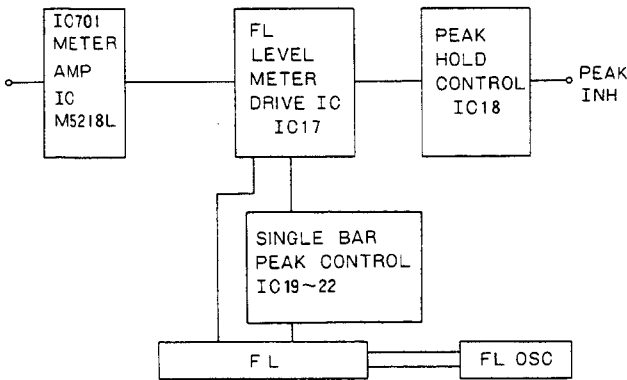 IC701
METER
AMP
IC
M5218L
FL
LEVEL
METER
DRIVE IC
IC17
PEAK
HOLD
CONTROL
IC18
PEAK
INH
SINGLE BAR
PEAK CONTROL
IC19~22
FL
FL OSC